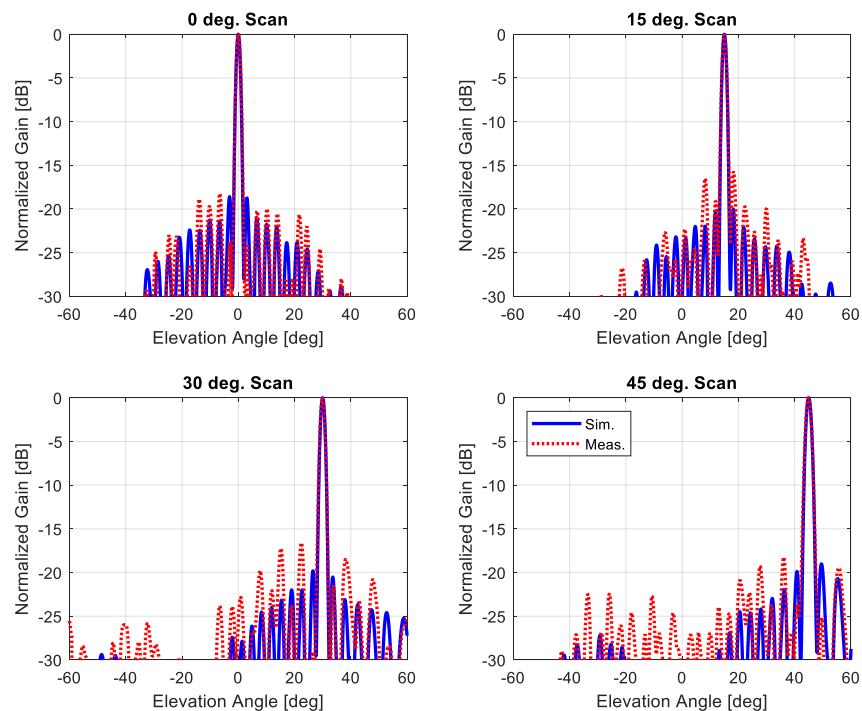 0 deg. Scan
Normalized Gain [dB]
0
-5
-10
-15
-20
-25
-30
-60 -40 -20 0 20 40 60
Elevation Angle [deg]
15 deg. Scan
Normalized Gain [dB]
0
-5
-10
-15
-20
-25
-30
-60 -40 -20 0 20 40 60
Elevation Angle [deg]
30 deg. Scan
Normalized Gain [dB]
0
-5
-10
-15
-20
-25
-30
-60 -40 -20 0 20 40 60
Elevation Angle [deg]
45 deg. Scan
Normalized Gain [dB]
0
-5
-10
-15
-20
-25
-30
Sim.
Meas.
-60 -40 -20 0 20 40 60
Elevation Angle [deg]